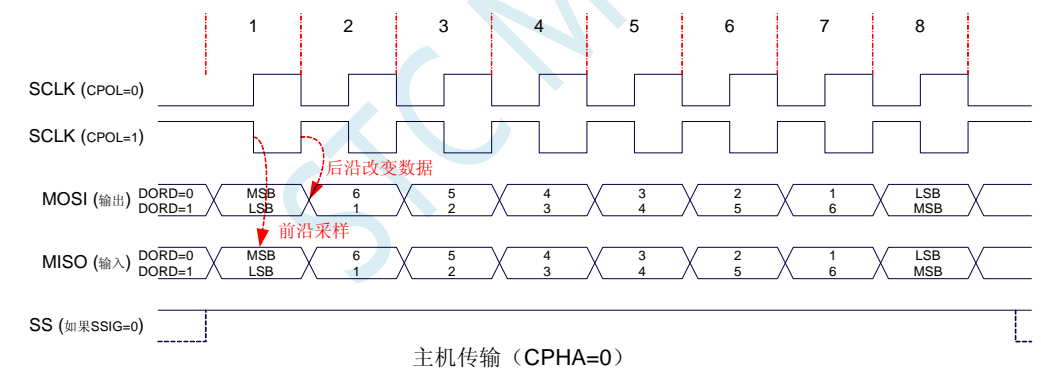 1 2 3 4 5 6 7 8
SCLK (CPOL=0)
SCLK (CPOL=1)
后沿改变数据
MOSI (输出) DORD=0 MSB 6 5 4 3 2 1 LSB
DORD=1 LSB 1 2 3 4 5 6 MSB
前沿采样
MISO (输入) DORD=0 MSB 6 5 4 3 2 1 LSB
DORD=1 LSB 1 2 3 4 5 6 MSB
SS (如果SSIG=0)
主机传输（CPHA=0）
STC M